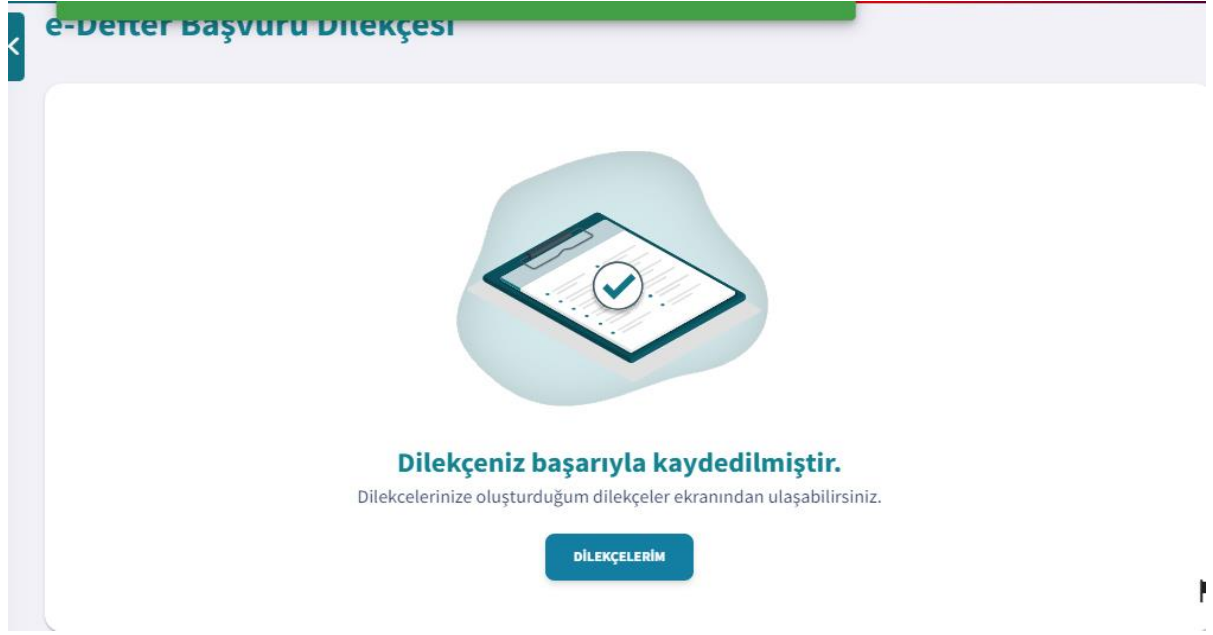 e-Defter Başvuru Dilekçesi
Dilekçeniz başarıyla kaydedilmiştir.
Dilekcelerinize oluşturduğum dilekçeler ekranından ulaşabilirsiniz.
DİLEKÇELERİM